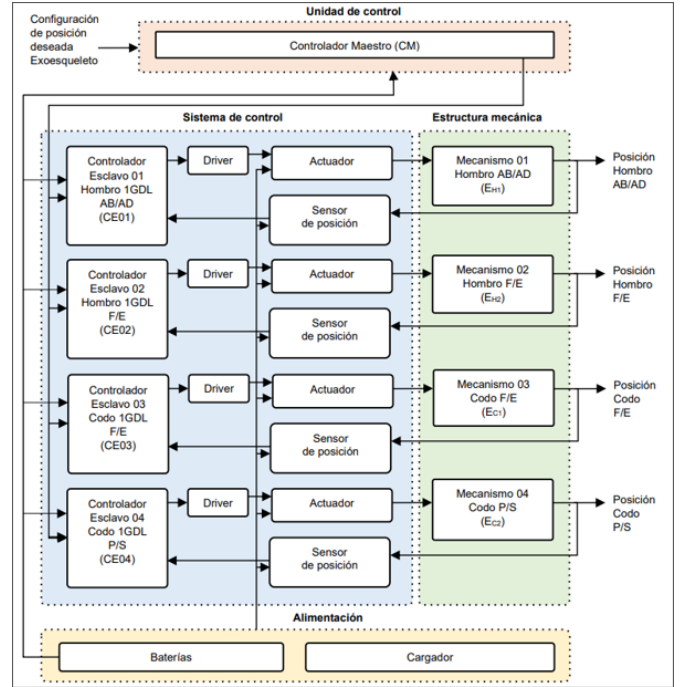 Unidad de control
Configuración
de posición
deseada
Exoesqueleto
Controlador Maestro (CM)
Sistema de control
Estructura mecánica
Controlador
Esclavo 01
Hombro 1GDL
AB/AD
(CE01)
Driver
Actuador
Sensor
de posición
Mecanismo 01
Hombro AB/AD
(EH1)
Posición
Hombro
AB/AD
Controlador
Esclavo 02
Hombro 1GDL
F/E
(CE02)
Driver
Actuador
Sensor
de posición
Mecanismo 02
Hombro F/E
(EH2)
Posición
Hombro
F/E
Controlador
Esclavo 03
Codo 1GDL
F/E
(CE03)
Driver
Actuador
Sensor
de posición
Mecanismo 03
Codo F/E
(EC1)
Posición
Codo
F/E
Controlador
Esclavo 04
Codo 1GDL
P/S
(CE04)
Driver
Actuador
Sensor
de posición
Mecanismo 04
Codo P/S
(EC2)
Posición
Codo
P/S
Alimentación
Baterías
Cargador